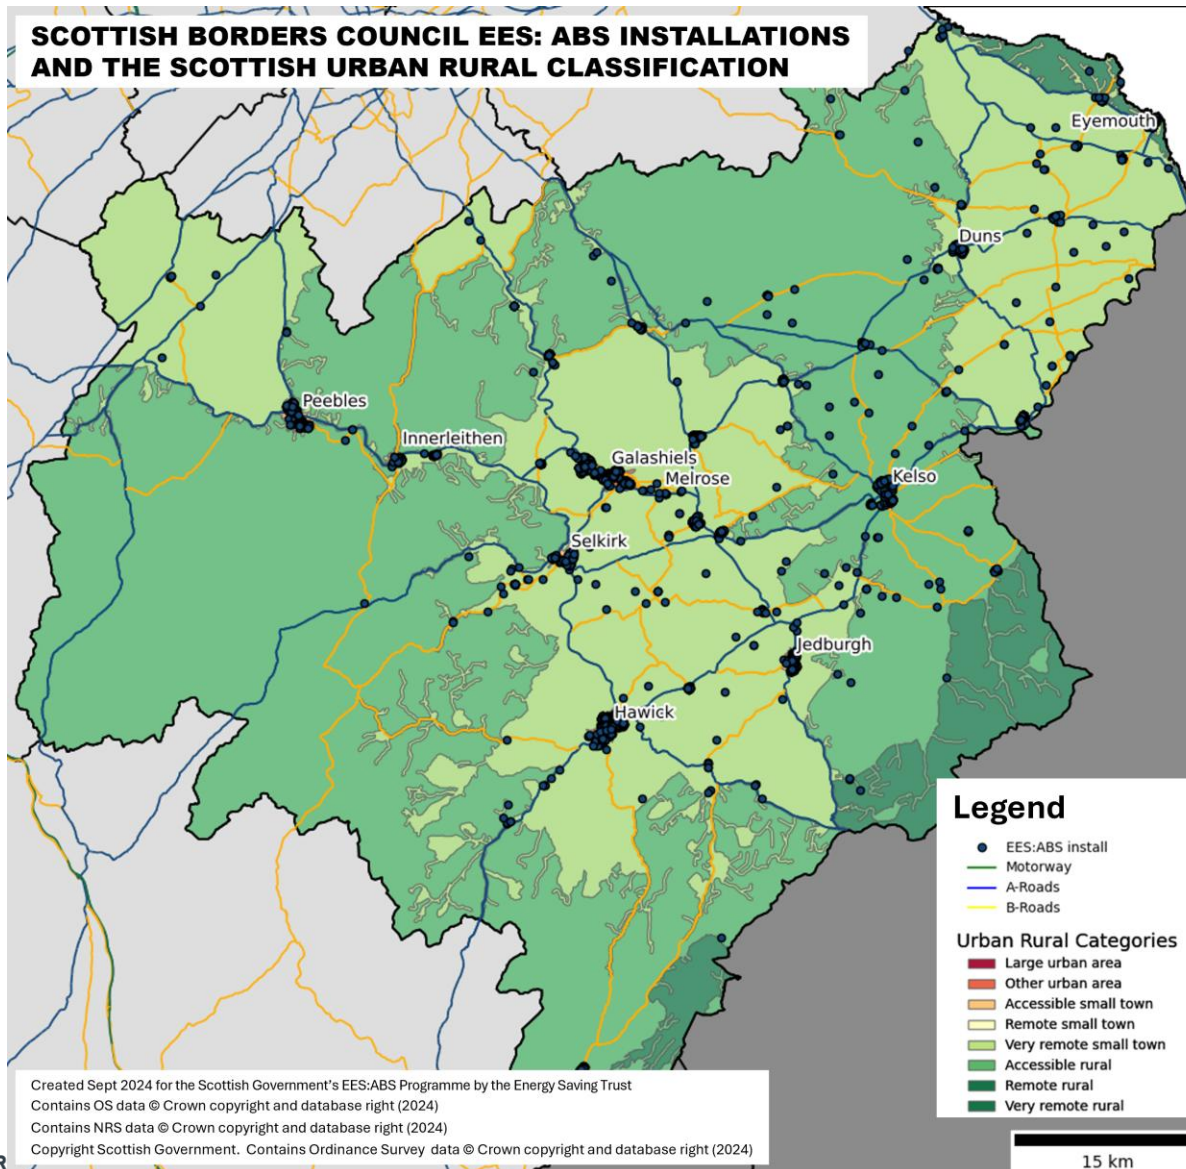 SCOTTISH BORDERS COUNCIL EES: ABS INSTALLATIONS
AND THE SCOTTISH URBAN RURAL CLASSIFICATION
Eyemouth
Duns
Peebles
Innerleithen
Galashiels
Melrose
Kelso
Selkirk
Jedburgh
Hawick
Legend
EES:ABS install
Motorway
A-Roads
B-Roads
Urban Rural Categories
Large urban area
Other urban area
Accessible small town
Remote small town
Very remote small town
Accessible rural
Remote rural
Very remote rural
Created Sept 2024 for the Scottish Government's EES:ABS Programme by the Energy Saving Trust
Contains OS data © Crown copyright and database right (2024)
Contains NRS data © Crown copyright and database right (2024)
Copyright Scottish Government. Contains Ordinance Survey data © Crown copyright and database right (2024)
R
15 km